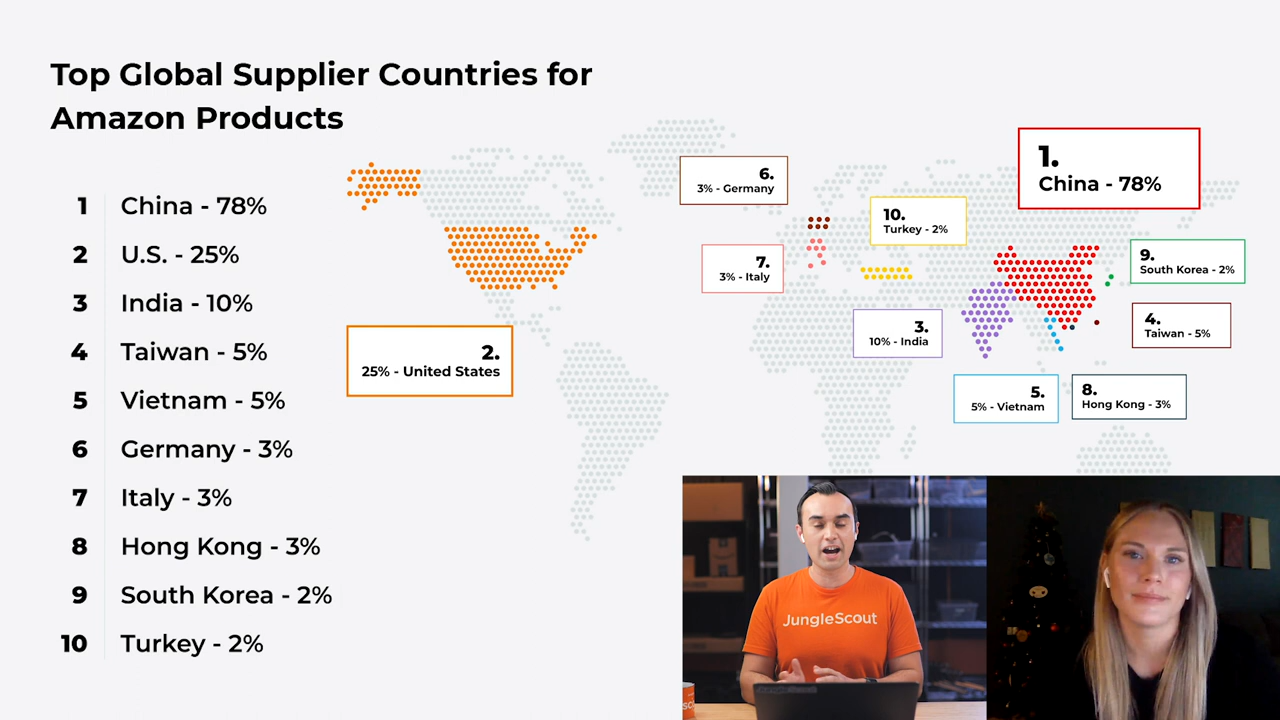 Top Global Supplier Countries for
Amazon Products
1 China - 78%
2 U.S. - 25%
3 India - 10%
4 Taiwan - 5%
5 Vietnam - 5%
6 Germany - 3%
7 Italy - 3%
8 Hong Kong - 3%
9 South Korea - 2%
10 Turkey - 2%
6.
3% - Germany
1.
China - 78%
10.
Turkey - 2%
7.
3% - Italy
9.
South Korea - 2%
3.
10% - India
4.
Taiwan - 5%
2.
25% - United States
5.
5% - Vietnam
8.
Hong Kong - 3%
JungleScout